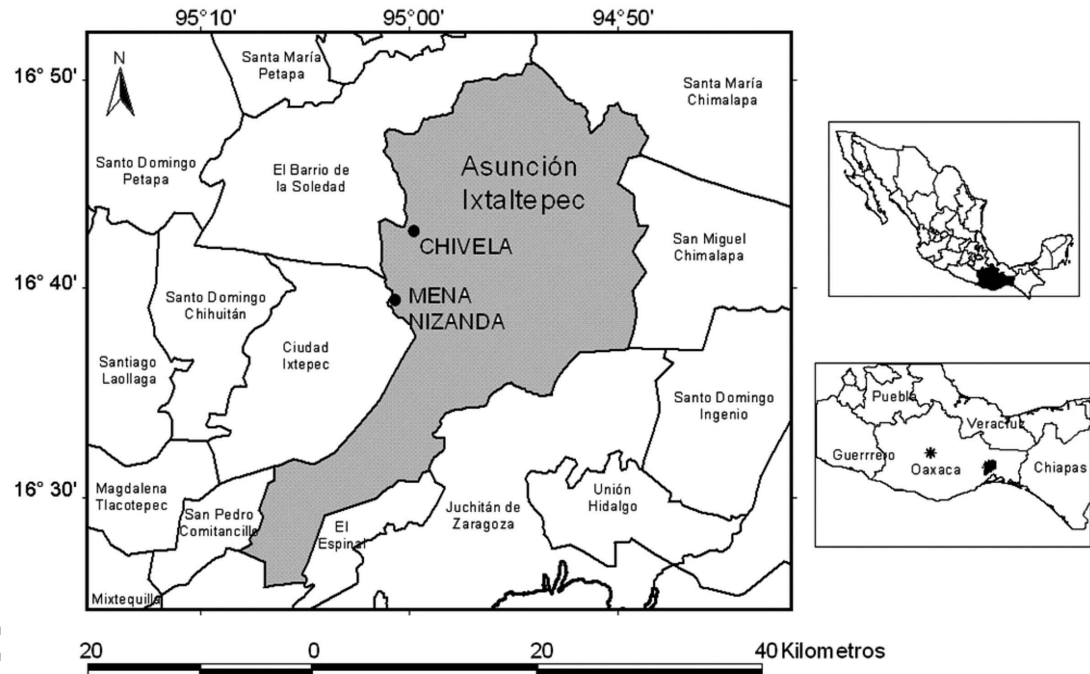 95°10'
95°00'
94°50'
16° 50'
16° 40'
16° 30'
N
Santa María
Petapa
Santa María
Chimalapa
Santo Domingo
Petapa
El Barrio de
la Soledad
Asunción
Ixtaltepec
CHIVELA
San Miguel
Chimalapa
MENA
NIZANDA
Santo Domingo
Chihuitán
Ciudad
Ixtepec
Santiago
Laollaga
Santo Domingo
Ingenio
Magdalena
Tlacotepec
San Pedro
Comitancillo
El
Espinal
Juchitán de
Zaragoza
Unión
Hidalgo
Mixtequilla
Puebla
Veracruz
Guerrrero
Oaxaca
Chiapas
20
0
20
40 Kilometros